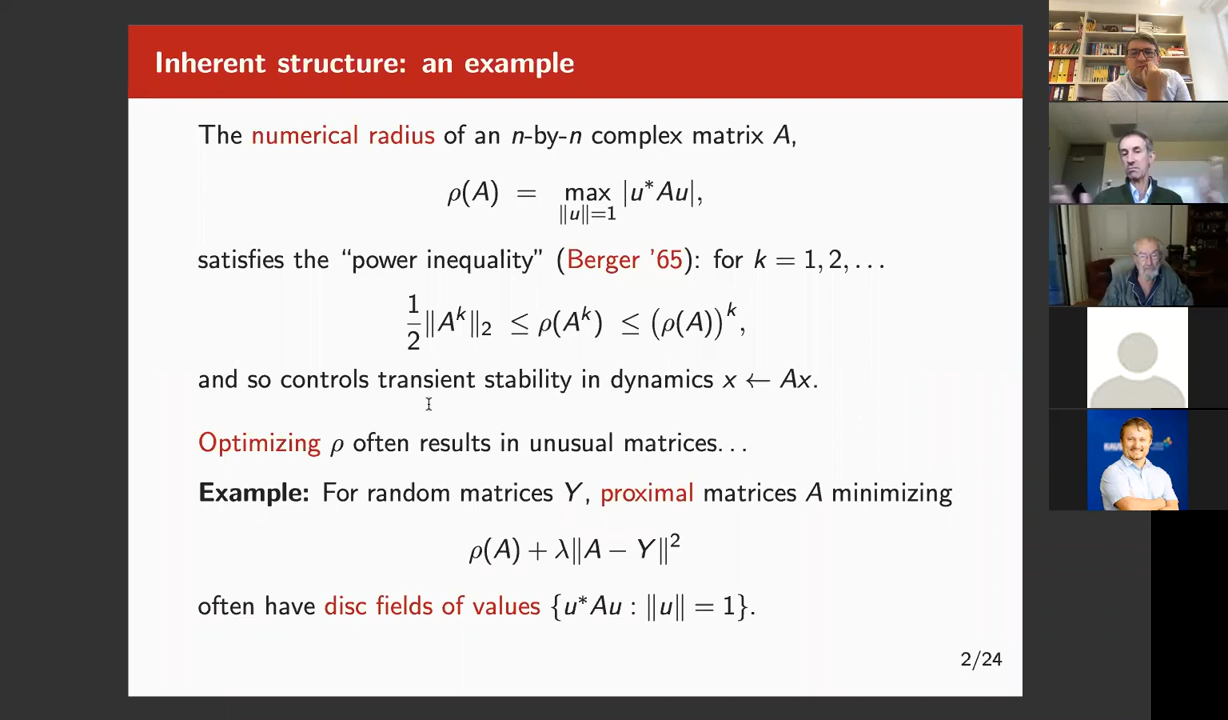 Inherent structure: an example
The numerical radius of an n-by-n complex matrix A,
ρ(A) = max |u*Au|,
‖u‖=1
satisfies the “power inequality” (Berger ’65): for k = 1, 2, . . .
1/2 ‖A^k‖₂ ≤ ρ(A^k) ≤ (ρ(A))^k,
and so controls transient stability in dynamics x ← Ax.
Optimizing ρ often results in unusual matrices. . .
Example: For random matrices Y, proximal matrices A minimizing
ρ(A) + λ‖A − Y‖²
often have disc fields of values {u*Au : ‖u‖ = 1}.
2/24